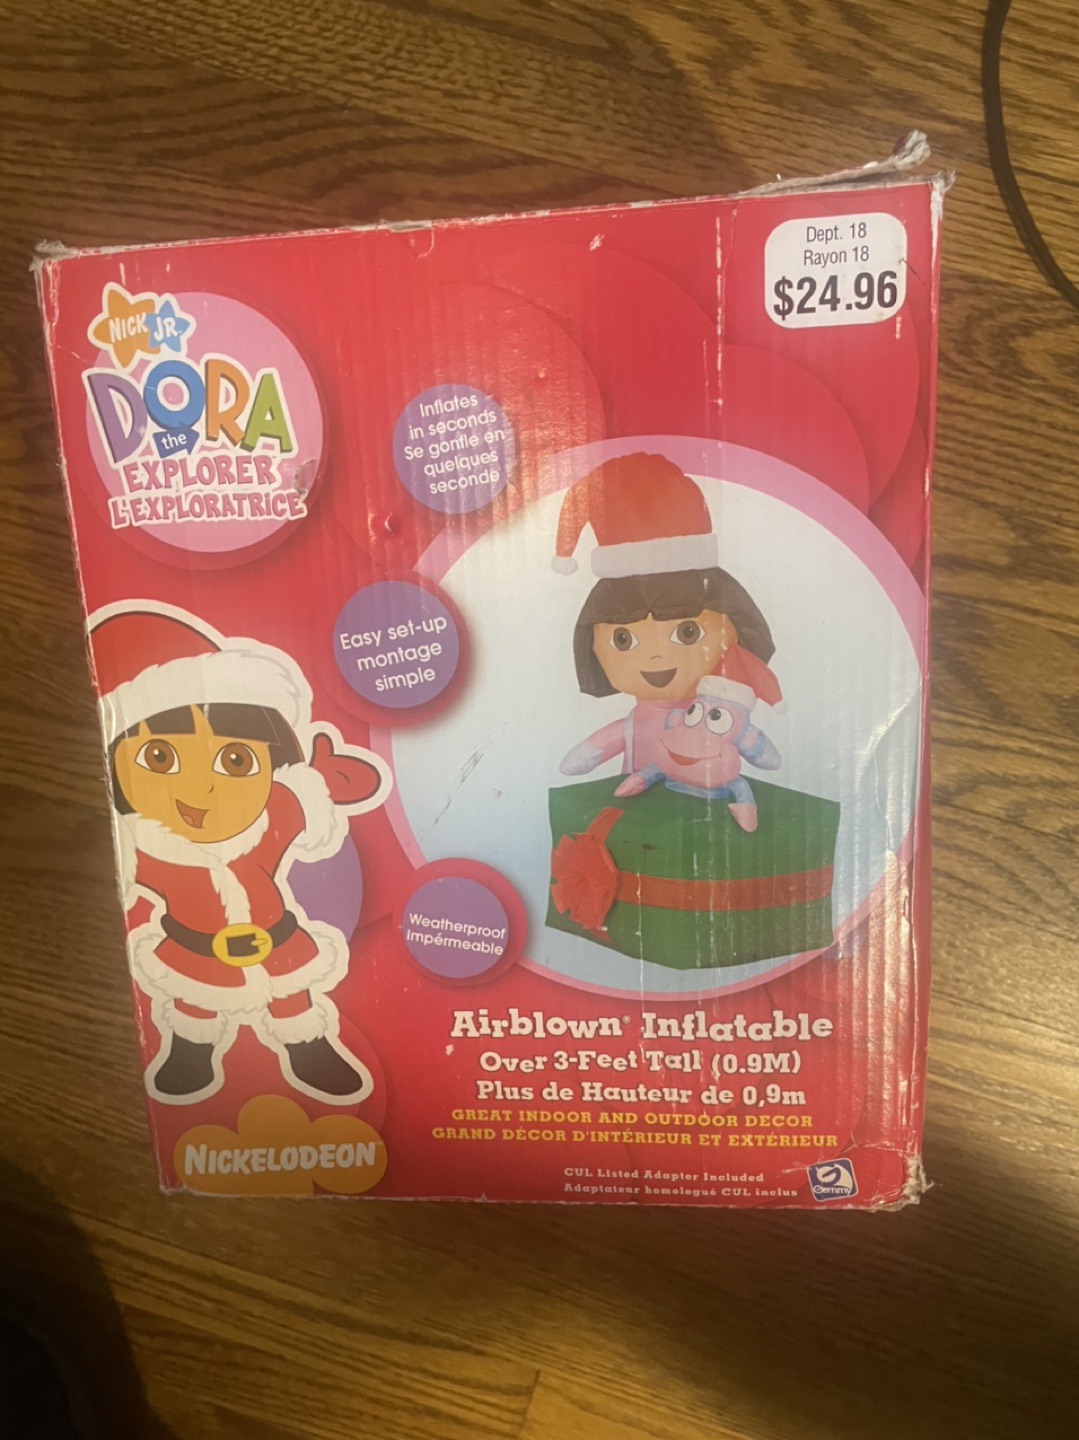 Dept. 18
Rayon 18
$24.96
NICK JR.
DORA
the
EXPLORER
L'EXPLORATRICE
Inflates
in seconds
Se gonfle en
quelques
seconde
Easy set-up
montage
simple
Weatherproof
Impérmeable
Airblown® Inflatable
Over 3-Feet Tall (0.9M)
Plus de Hauteur de 0,9m
GREAT INDOOR AND OUTDOOR DECOR
GRAND DÉCOR D'INTÉRIEUR ET EXTÉRIEUR
NICKELODEON
CUL Listed Adapter Included
Adaptateur homologué CUL inclus
Gemmy